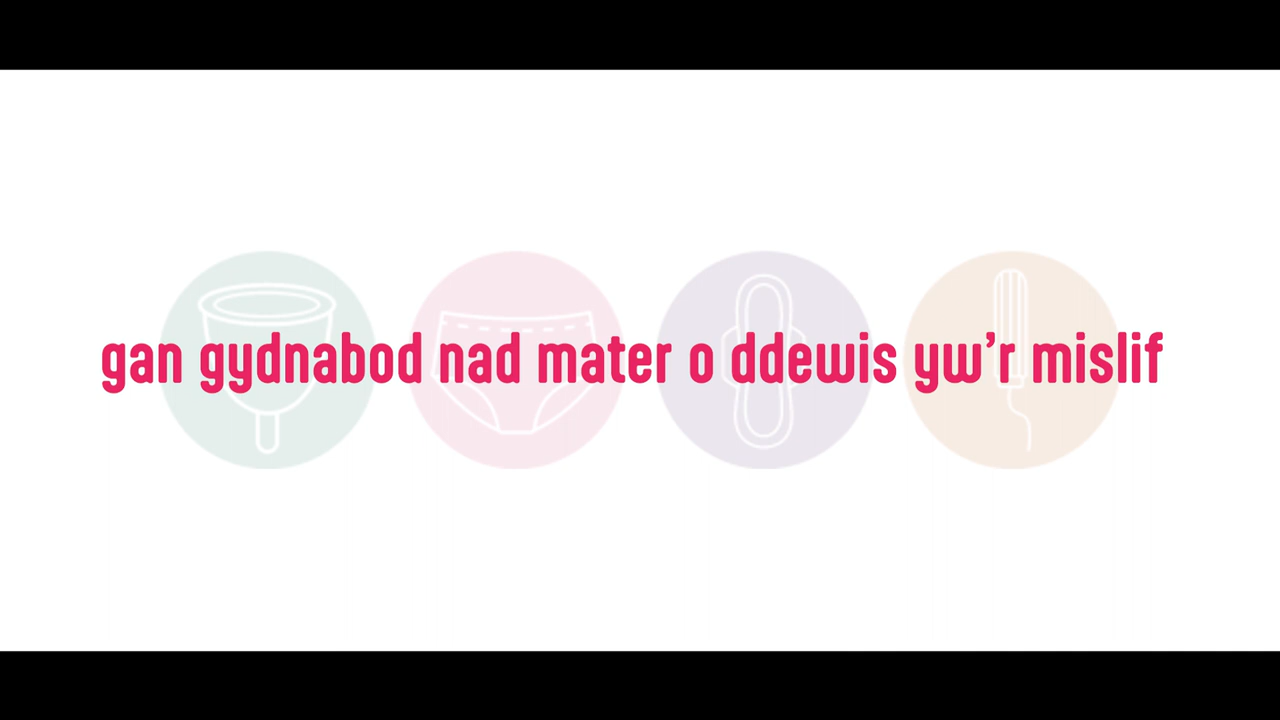 gan gydnabod nad mater o ddewis yw’r mislif